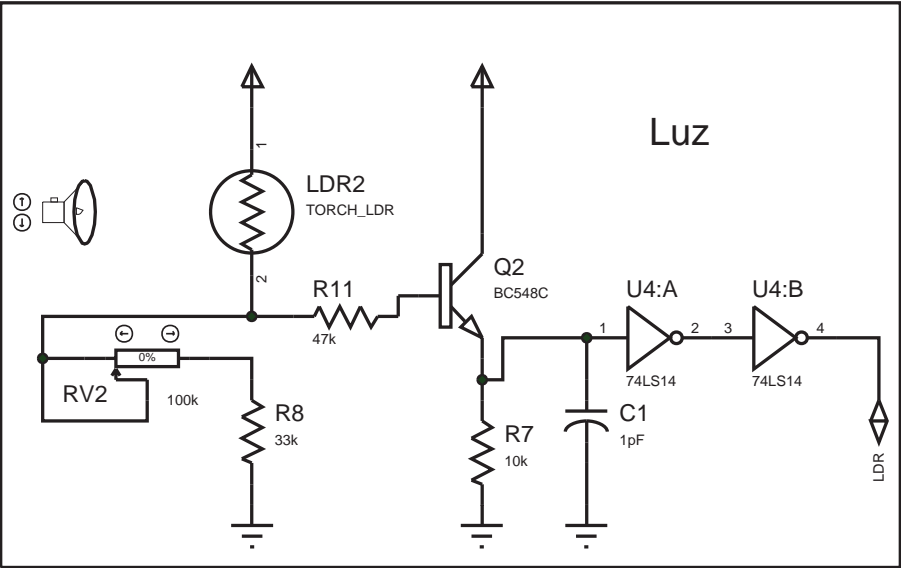 Luz
1
LDR2
TORCH_LDR
2
R11
47k
Q2
BC548C
U4:A
1
2
74LS14
U4:B
3
4
74LS14
0%
RV2
100k
R8
33k
R7
10k
C1
1pF
LDR